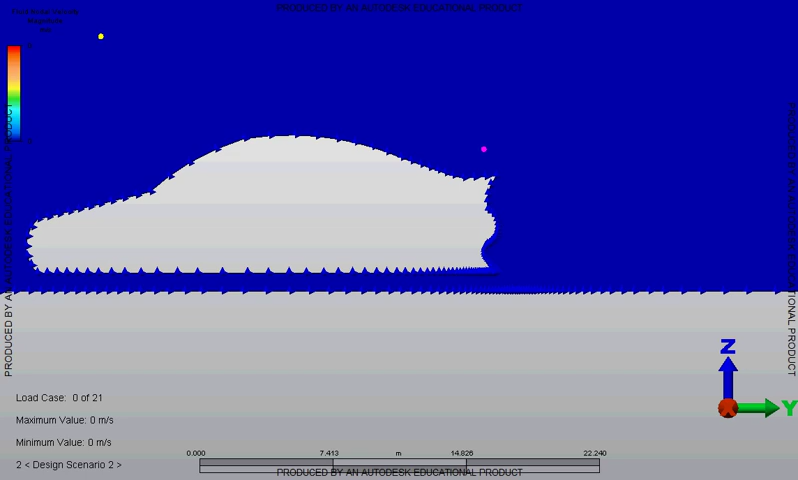 PRODUCED BY AN AUTODESK EDUCATIONAL PRODUCT
PRODUCED BY AN AUTODESK EDUCATIONAL PRODUCT
PRODUCED BY AN AUTODESK EDUCATIONAL PRODUCT
Z
X
Y
Load Case: 0 of 21
Maximum Value: 0 m/s
Minimum Value: 0 m/s
2 < Design Scenario 2 >
0.000 7.413 m 14.826 22.240
PRODUCED BY AN AUTODESK EDUCATIONAL PRODUCT